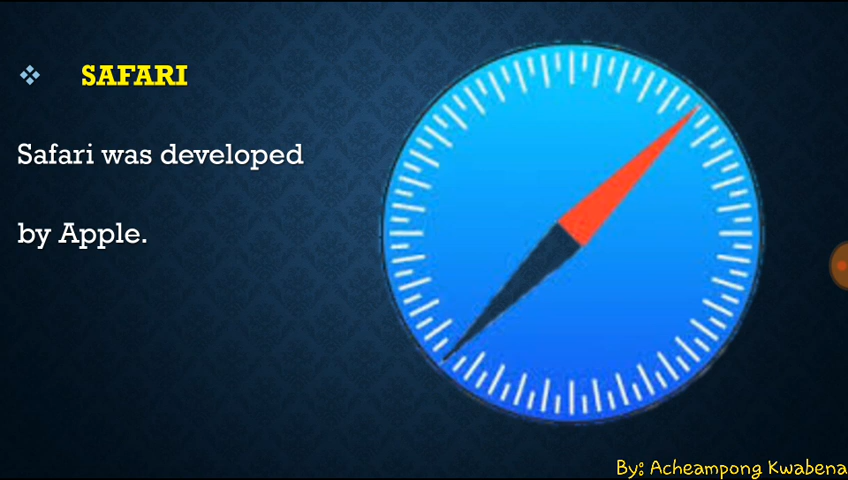 SAFARI
Safari was developed
by Apple.
By: Acheampong Kwabena